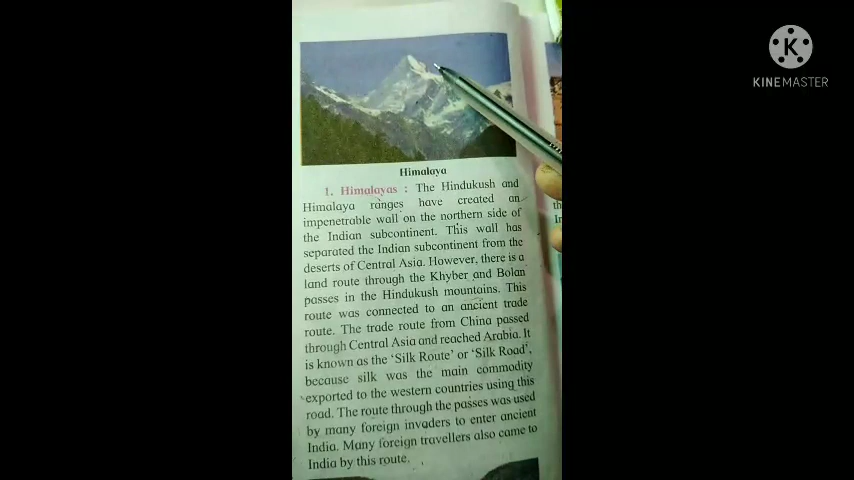 K
KINEMASTER
Himalaya
1. Himalayas : The Hindukush and
Himalaya ranges have created an
impenetrable wall on the northern side of
the Indian subcontinent. This wall has
separated the Indian subcontinent from the
deserts of Central Asia. However, there is a
land route through the Khyber and Bolan
passes in the Hindukush mountains. This
route was connected to an ancient trade
route. The trade route from China passed
through Central Asia and reached Arabia. It
is known as the ‘Silk Route’ or ‘Silk Road’,
because silk was the main commodity
exported to the western countries using this
road. The route through the passes was used
by many foreign invaders to enter ancient
India. Many foreign travellers also came to
India by this route.